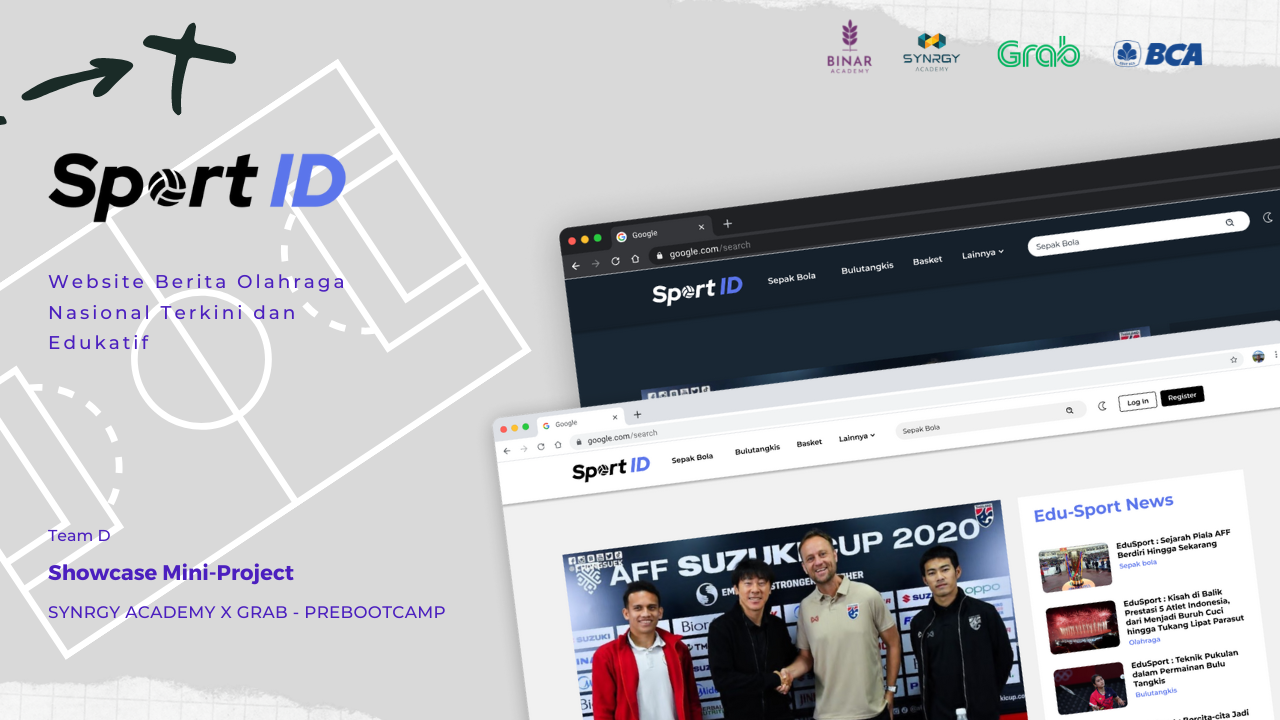 BINAR
ACADEMY
SYNRGY
ACADEMY
Grab
BCA
Sport ID
Website Berita Olahraga
Nasional Terkini dan
Edukatif
Team D
Showcase Mini-Project
SYNRGY ACADEMY X GRAB - PREBOOTCAMP
Google
google.com/search
Sport ID
Sepak Bola
Bulutangkis
Basket
Lainnya
Sepak Bola
Google
google.com/search
Sport ID
Sepak Bola
Bulutangkis
Basket
Lainnya
Sepak Bola
Log In
Register
AFF SUZUKI CUP 2020
SUZUKI
oppo
Edu-Sport News
EduSport : Sejarah Piala AFF
Berdiri Hingga Sekarang
Sepak bola
EduSport : Kisah di Balik
Prestasi 5 Atlet Indonesia,
dari Menjadi Buruh Cuci
hingga Tukang Lipat Parasut
Olahraga
EduSport : Teknik Pukulan
dalam Permainan Bulu
Tangkis
Bulutangkis
Bercita-cita Jadi